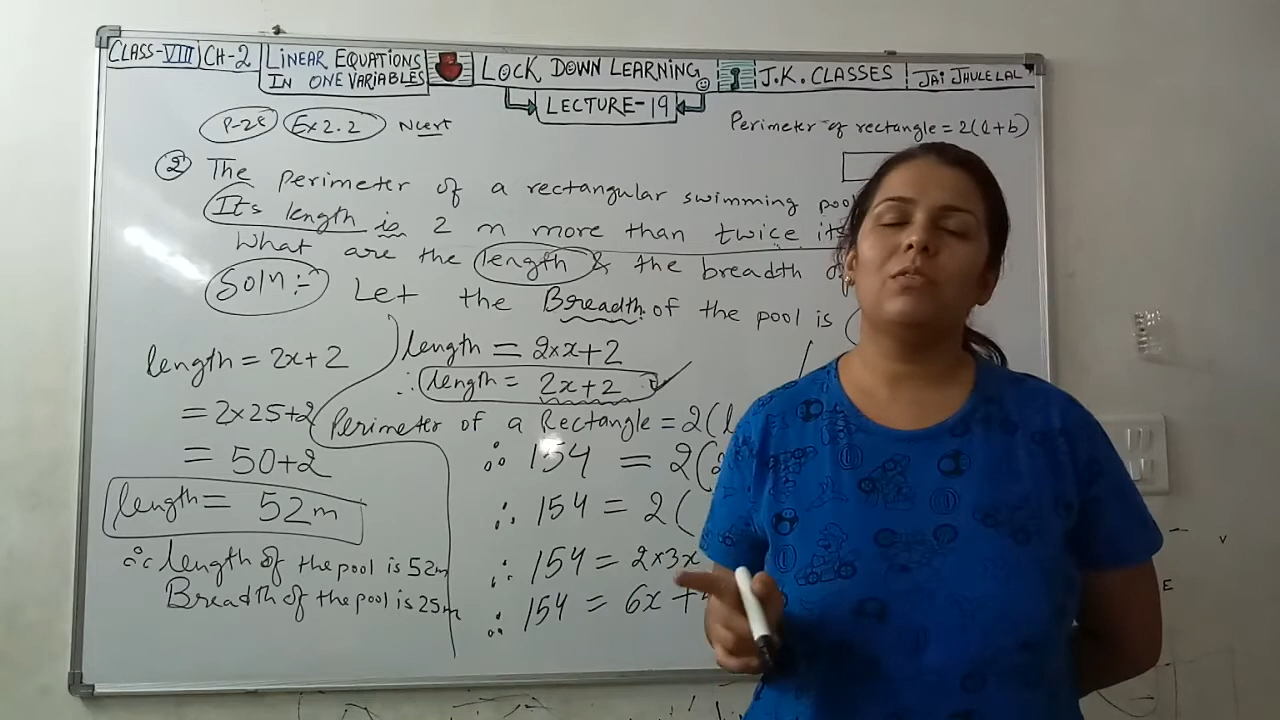 CLASS-VIII CH-2 LINEAR EQUATIONS IN ONE VARIABLES LOCK DOWN LEARNING J.K. CLASSES JAI JHULELAL
LECTURE-19
Ex 2.2 Ncert
Perimeter of rectangle = 2(l+b)
② The perimeter of a rectangular swimming pool
Its length is 2 m more than twice its
What are the length & the breadth
Soln:- Let the Breadth of the pool is
length = 2×x+2
∴ length = 2x+2
Perimeter of a Rectangle = 2(
∴ 154 = 2(
∴ 154 = 2(
∴ 154 = 2×3x
∴ 154 = 6x +
length = 2x+2
= 2×25+2
= 50+2
length = 52m
∴ length of the pool is 52m
Breadth of the pool is 25m